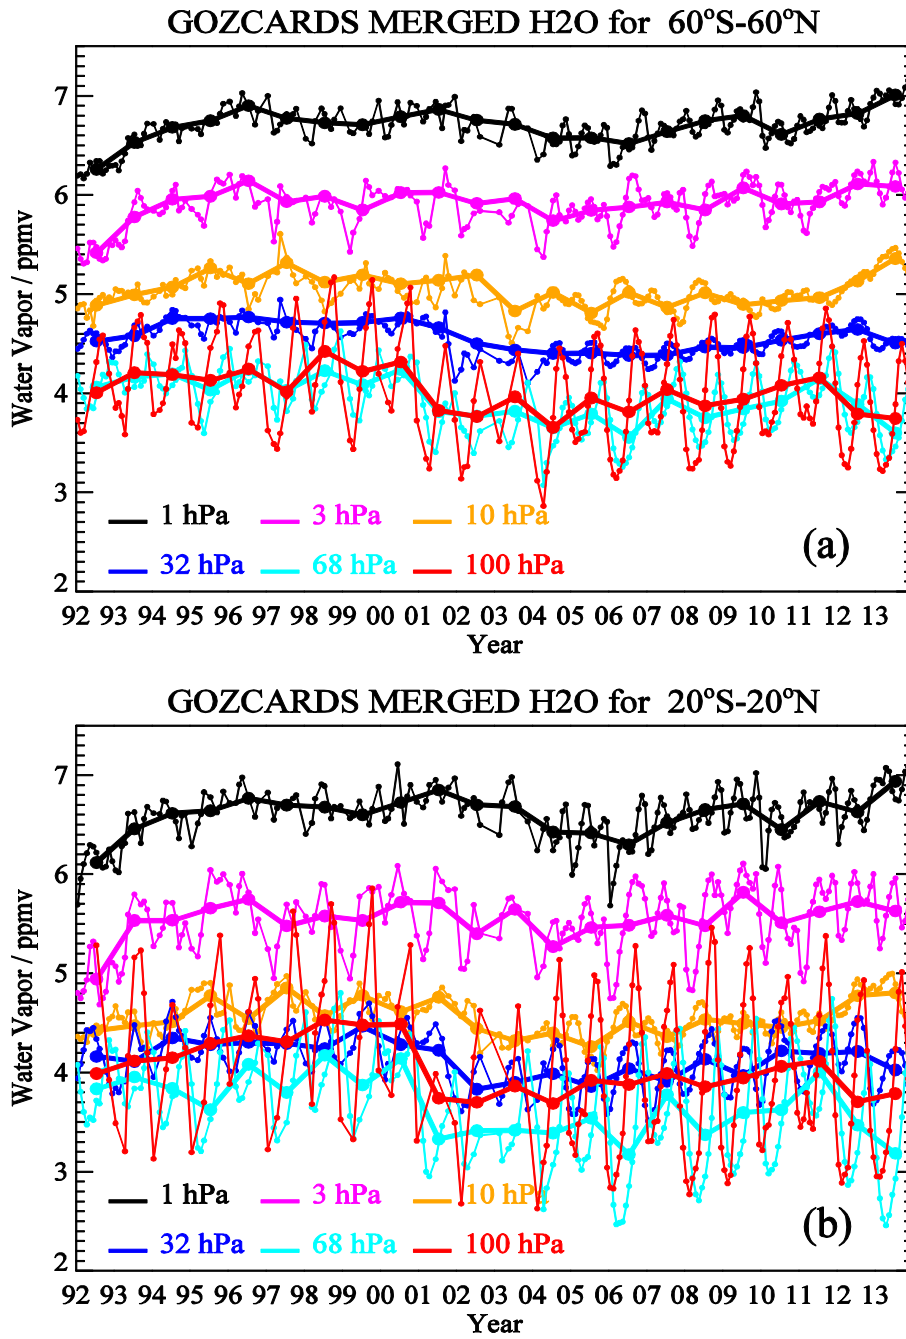 GOZCARDS MERGED H2O for 60°S-60°N
7
6
5
4
3
2
Water Vapor / ppmv
1 hPa 3 hPa 10 hPa
32 hPa 68 hPa 100 hPa
(a)
92 93 94 95 96 97 98 99 00 01 02 03 04 05 06 07 08 09 10 11 12 13
Year
GOZCARDS MERGED H2O for 20°S-20°N
7
6
5
4
3
2
Water Vapor / ppmv
1 hPa 3 hPa 10 hPa
32 hPa 68 hPa 100 hPa
(b)
92 93 94 95 96 97 98 99 00 01 02 03 04 05 06 07 08 09 10 11 12 13
Year